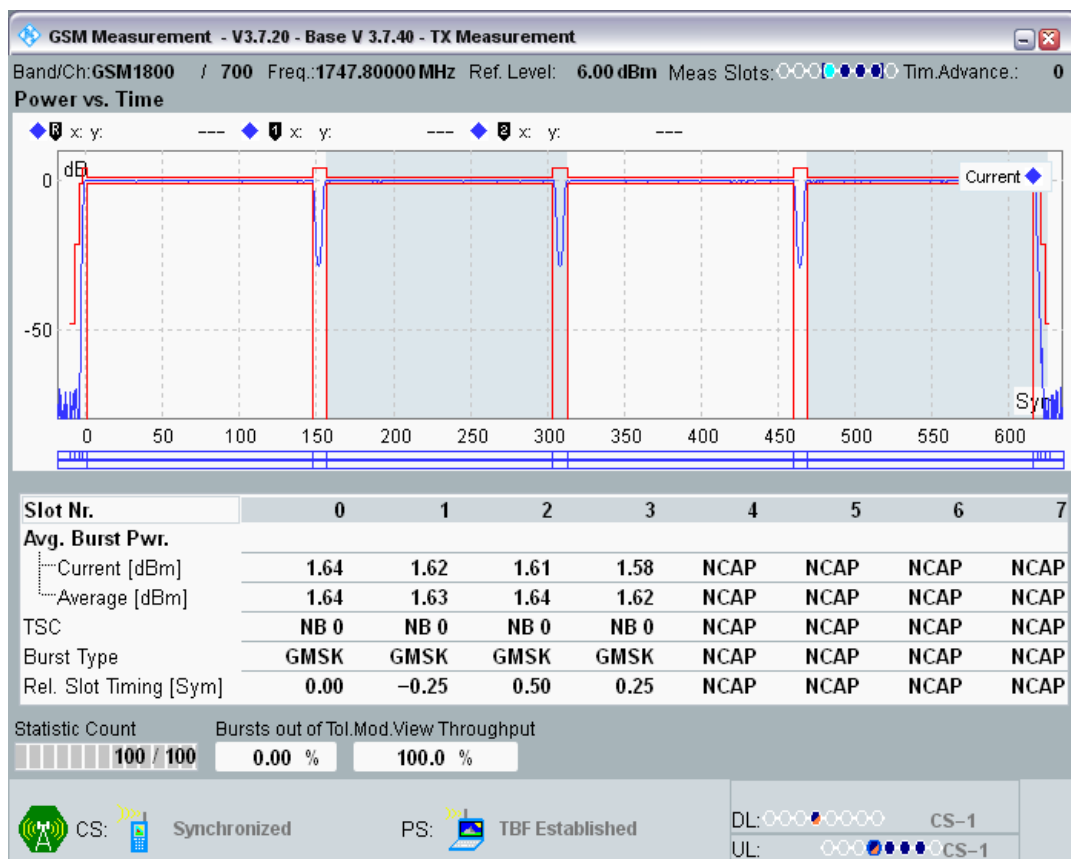 GSM Measurement - V3.7.20 - Base V 3.7.40 - TX Measurement
Band/Ch:GSM1800 / 700 Freq.:1747.80000 MHz Ref. Level: 6.00 dBm Meas Slots: Tim.Advance.: 0
Power vs. Time
R x: y: --- 1 x: y: --- 2 x: y: ---
dB
Current
0
-50
Sym
0 50 100 150 200 250 300 350 400 450 500 550 600
Slot Nr. 0 1 2 3 4 5 6 7
Avg. Burst Pwr.
Current [dBm] 1.64 1.62 1.61 1.58 NCAP NCAP NCAP NCAP
Average [dBm] 1.64 1.63 1.64 1.62 NCAP NCAP NCAP NCAP
TSC NB 0 NB 0 NB 0 NB 0 NCAP NCAP NCAP NCAP
Burst Type GMSK GMSK GMSK GMSK NCAP NCAP NCAP NCAP
Rel. Slot Timing [Sym] 0.00 −0.25 0.50 0.25 NCAP NCAP NCAP NCAP
Statistic Count Bursts out of Tol.Mod.View Throughput
100 / 100 0.00 % 100.0 %
CS: Synchronized PS: TBF Established DL: CS−1
UL: CS−1